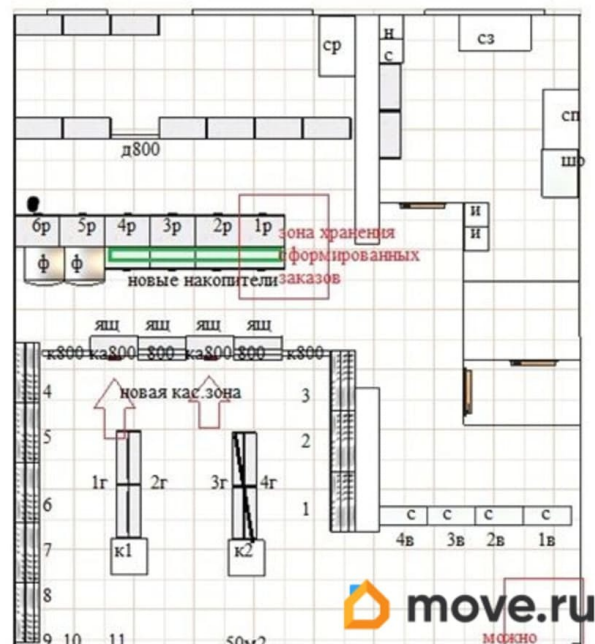 ср
н
с
сз
сп
шр
д800
6р 5р 4р 3р 2р 1р
и
и
зона хранения
сформированных
заказов
ф ф
новые накопители
ящ ящ ящ ящ
к800 ка800 800 ка800 800 к800
новая кас.зона
4
3
5
2
1г 2г 3г 4г
6
1
с с с с
4в 3в 2в 1в
7
к1 к2
8
9 10 11
50м2
можно
move.ru